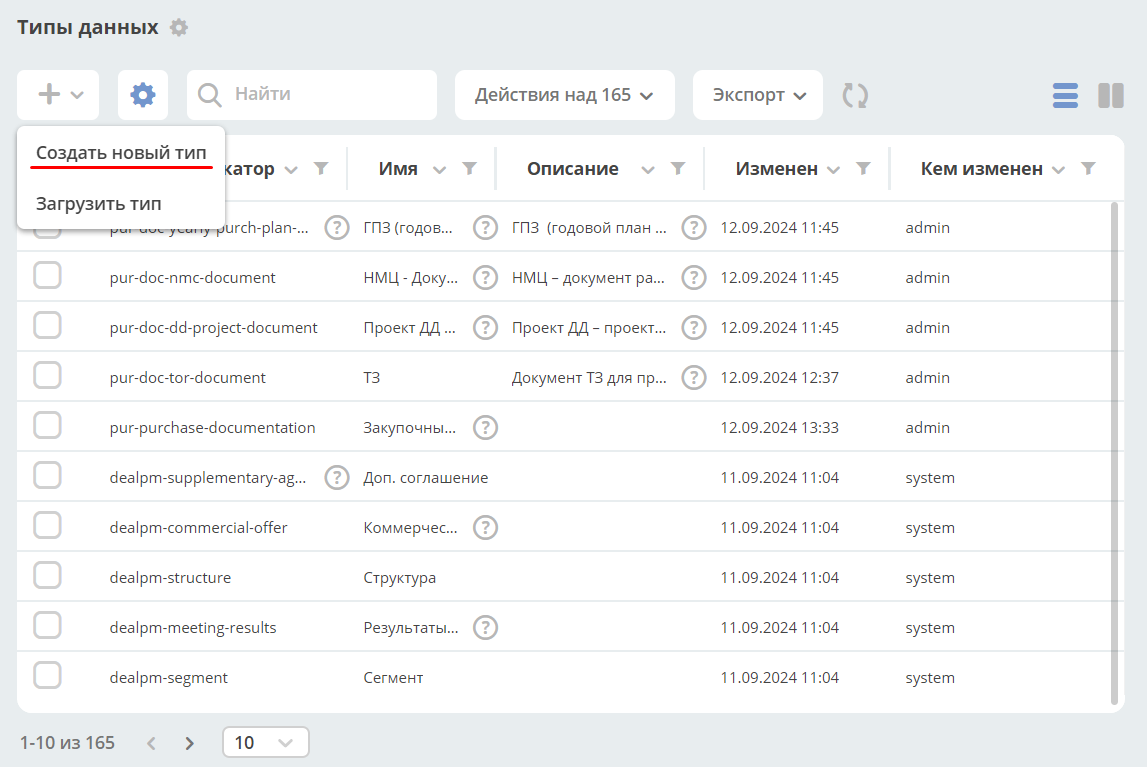 Типы данных
Найти
Действия над 165
Экспорт
Создать новый тип
Загрузить тип
катор Имя Описание Изменен Кем изменен
pur-doc-yearly-purch-plan-... ? ГПЗ (годов... ? ГПЗ (годовой план ... ? 12.09.2024 11:45 admin
pur-doc-nmc-document НМЦ - Доку... ? НМЦ – документ ра... ? 12.09.2024 11:45 admin
pur-doc-dd-project-document Проект ДД ... ? Проект ДД – проект... ? 12.09.2024 11:45 admin
pur-doc-tor-document ТЗ Документ ТЗ для пр... ? 12.09.2024 12:37 admin
pur-purchase-documentation Закупочны... ? 12.09.2024 13:33 admin
dealpm-supplementary-ag... ? Доп. соглашение 11.09.2024 11:04 system
dealpm-commercial-offer Коммерчес... ? 11.09.2024 11:04 system
dealpm-structure Структура 11.09.2024 11:04 system
dealpm-meeting-results Результаты... ? 11.09.2024 11:04 system
dealpm-segment Сегмент 11.09.2024 11:04 system
1-10 из 165 10